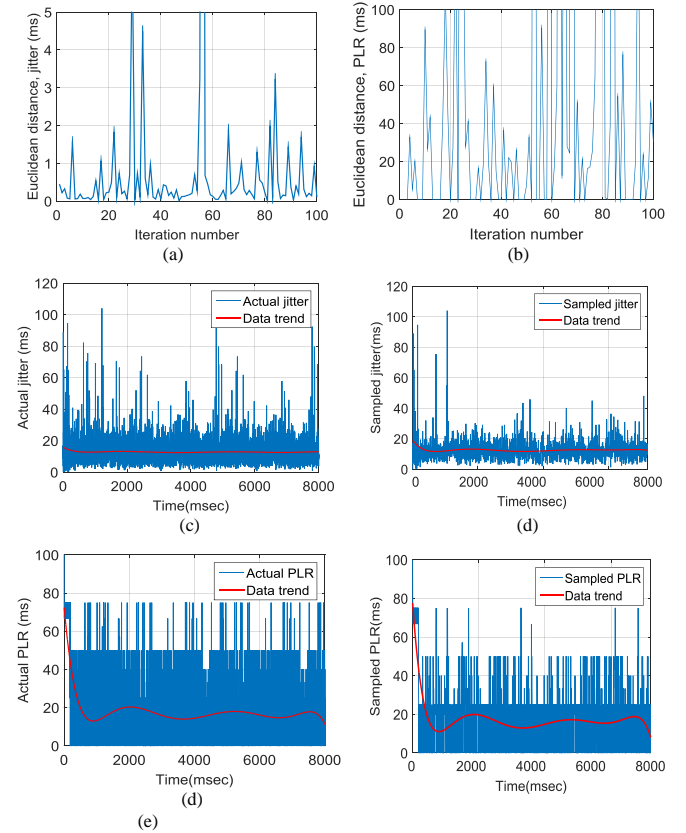 Euclidean distance, jitter (ms)
5
4
3
2
1
0
0 20 40 60 80 100
Iteration number
(a)
Euclidean distance, PLR (ms)
100
80
60
40
20
0
0 20 40 60 80 100
Iteration number
(b)
Actual jitter (ms)
120
100
80
60
40
20
0
Actual jitter
Data trend
0 2000 4000 6000 8000
Time(msec)
(c)
Sampled jitter(ms)
120
100
80
60
40
20
0
Sampled jitter
Data trend
0 2000 4000 6000 8000
Time(msec)
(d)
Actual PLR (ms)
100
80
60
40
20
0
Actual PLR
Data trend
0 2000 4000 6000 8000
Time(msec)
(d)
Sampled PLR(ms)
100
80
60
40
20
0
Sampled PLR
Data trend
0 2000 4000 6000 8000
Time(msec)
(e)